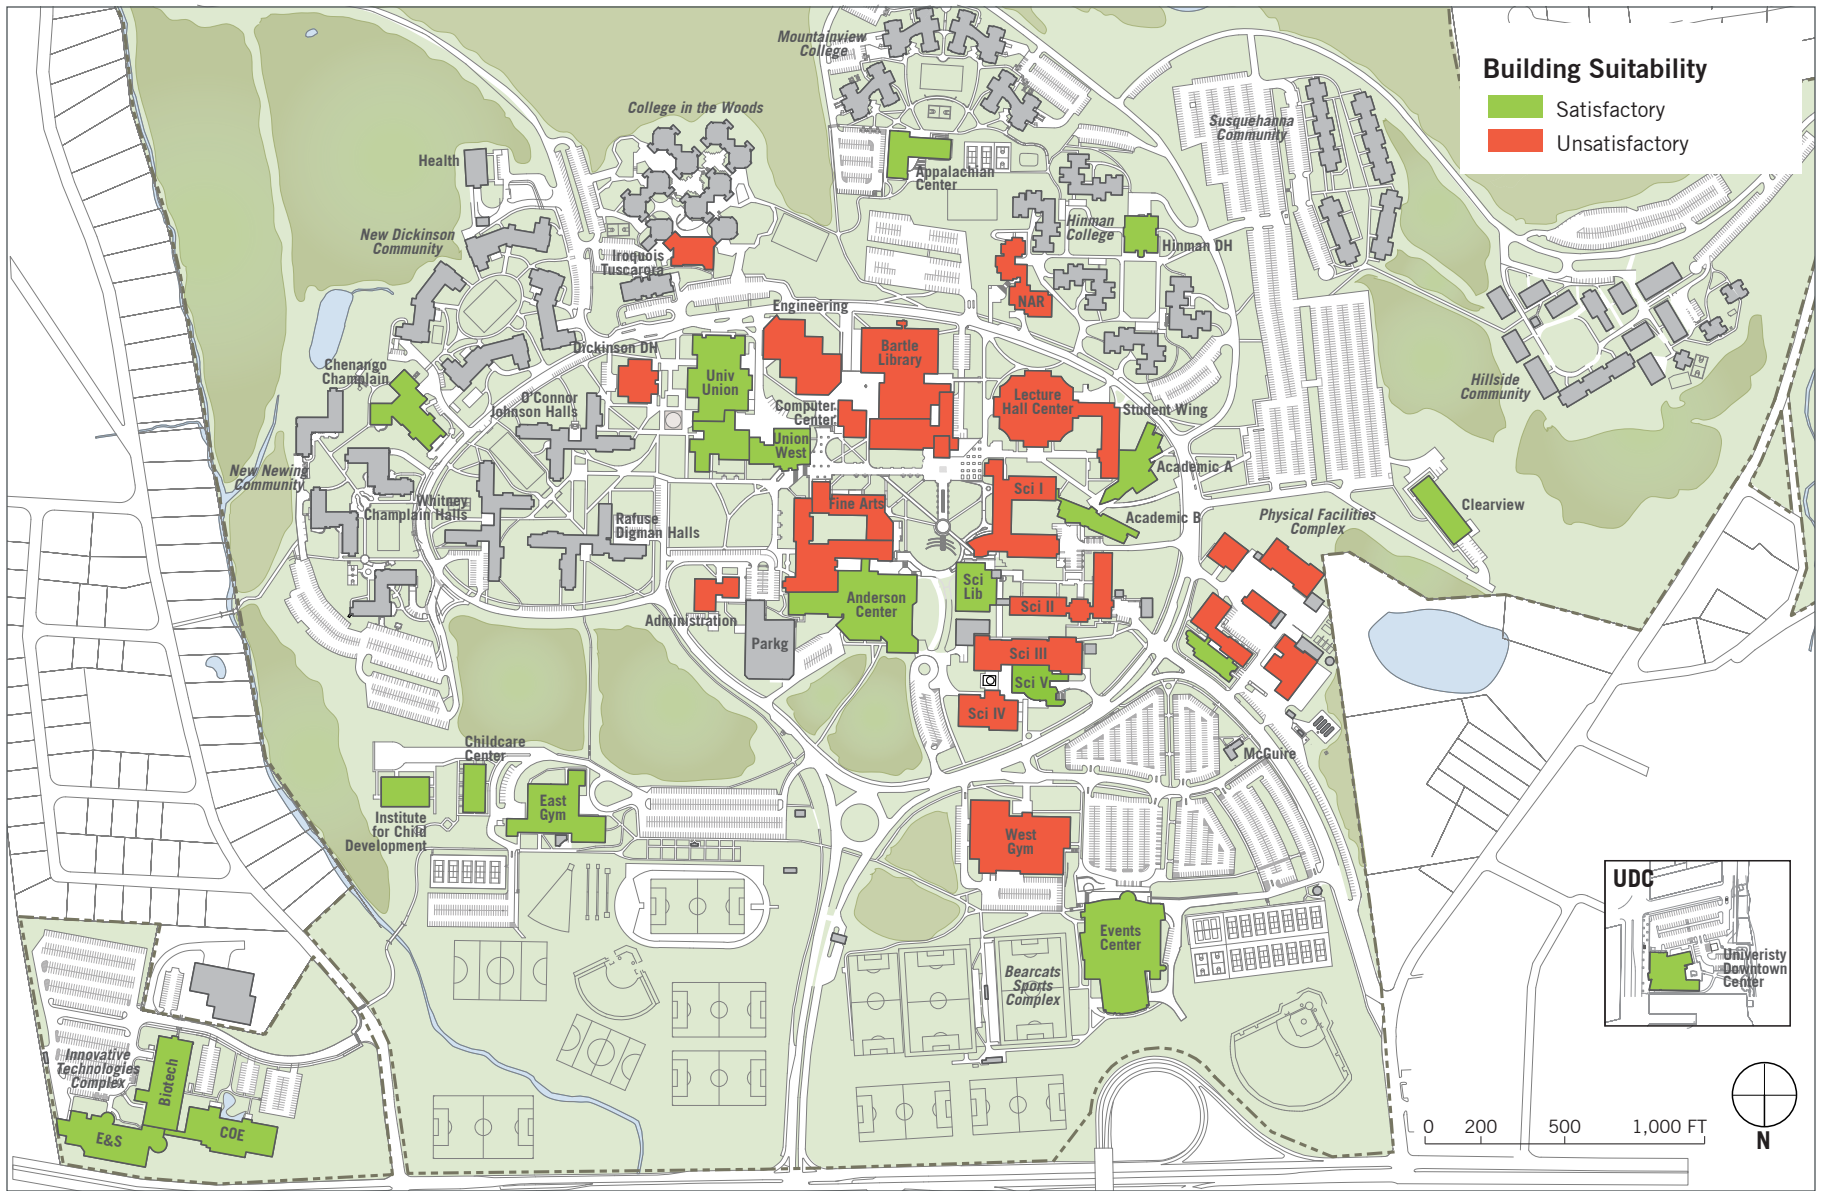 Mountainview
College
Building Suitability
Satisfactory
Unsatisfactory
College in the Woods
Susquehanna
Community
Health
Appalachian
Center
New Dickinson
Community
Hinman
College
Hinman DH
Iroquois
Tuscarora
NAR
Engineering
Dickinson DH
Bartle
Library
Chenango
Champlain
Univ
Union
Hillside
Community
O'Connor
Johnson Halls
Computer
Center
Lecture
Hall Center
Student Wing
Union
West
New Newing
Community
Academic A
Whitney
Champlain Halls
Fine Arts
Sci I
Clearview
Rafuse
Digman Halls
Academic B
Physical Facilities
Complex
Sci
Lib
Anderson
Center
Sci II
Administration
Parkg
Sci III
Sci V
Sci IV
Childcare
Center
McGuire
East
Gym
Institute
for Child
Development
West
Gym
UDC
Events
Center
Univeristy
Downtown
Center
Bearcats
Sports
Complex
Innovative
Technologies
Complex
Biotech
E&S
COE
0 200 500 1,000 FT
N